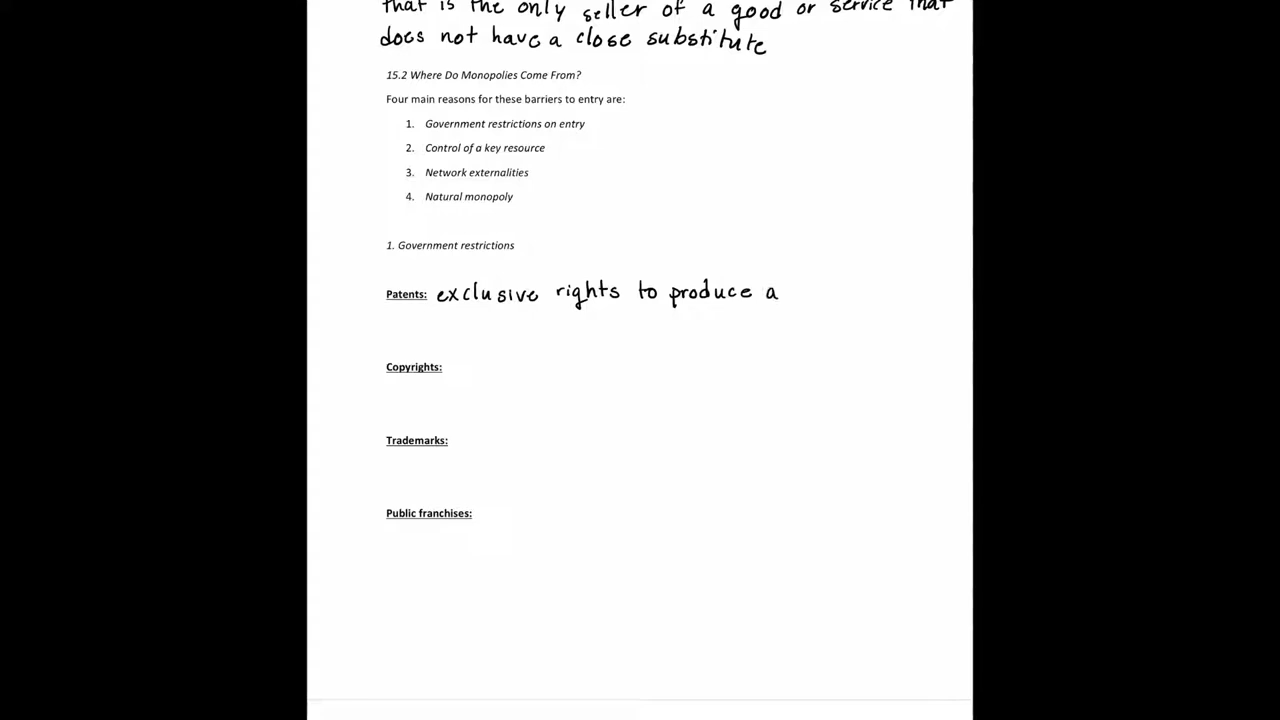 that is the only seller of a good or service that
does not have a close substitute
15.2 Where Do Monopolies Come From?
Four main reasons for these barriers to entry are:
1. Government restrictions on entry
2. Control of a key resource
3. Network externalities
4. Natural monopoly
1. Government restrictions
Patents: exclusive rights to produce a
Copyrights:
Trademarks:
Public franchises: